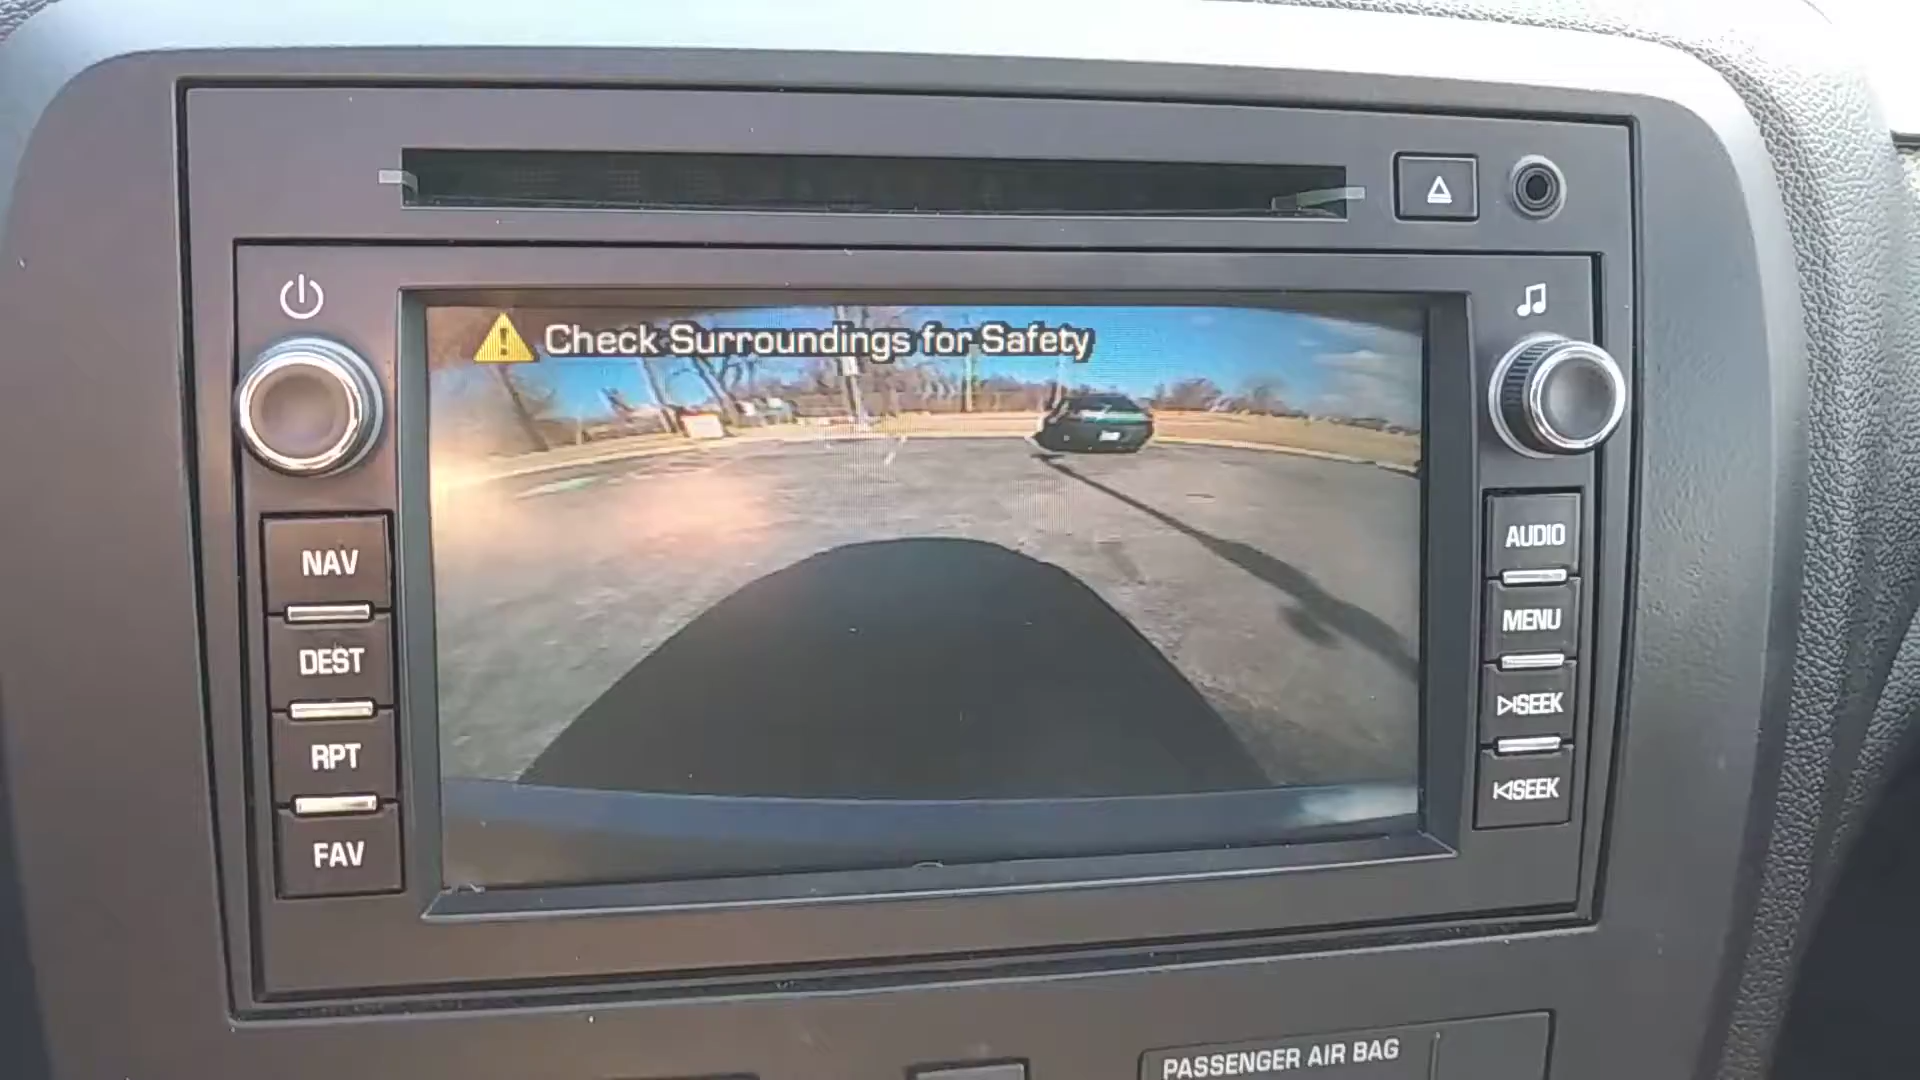 Check Surroundings for Safety
NAV
DEST
RPT
FAV
AUDIO
MENU
SEEK
SEEK
PASSENGER AIR BAG